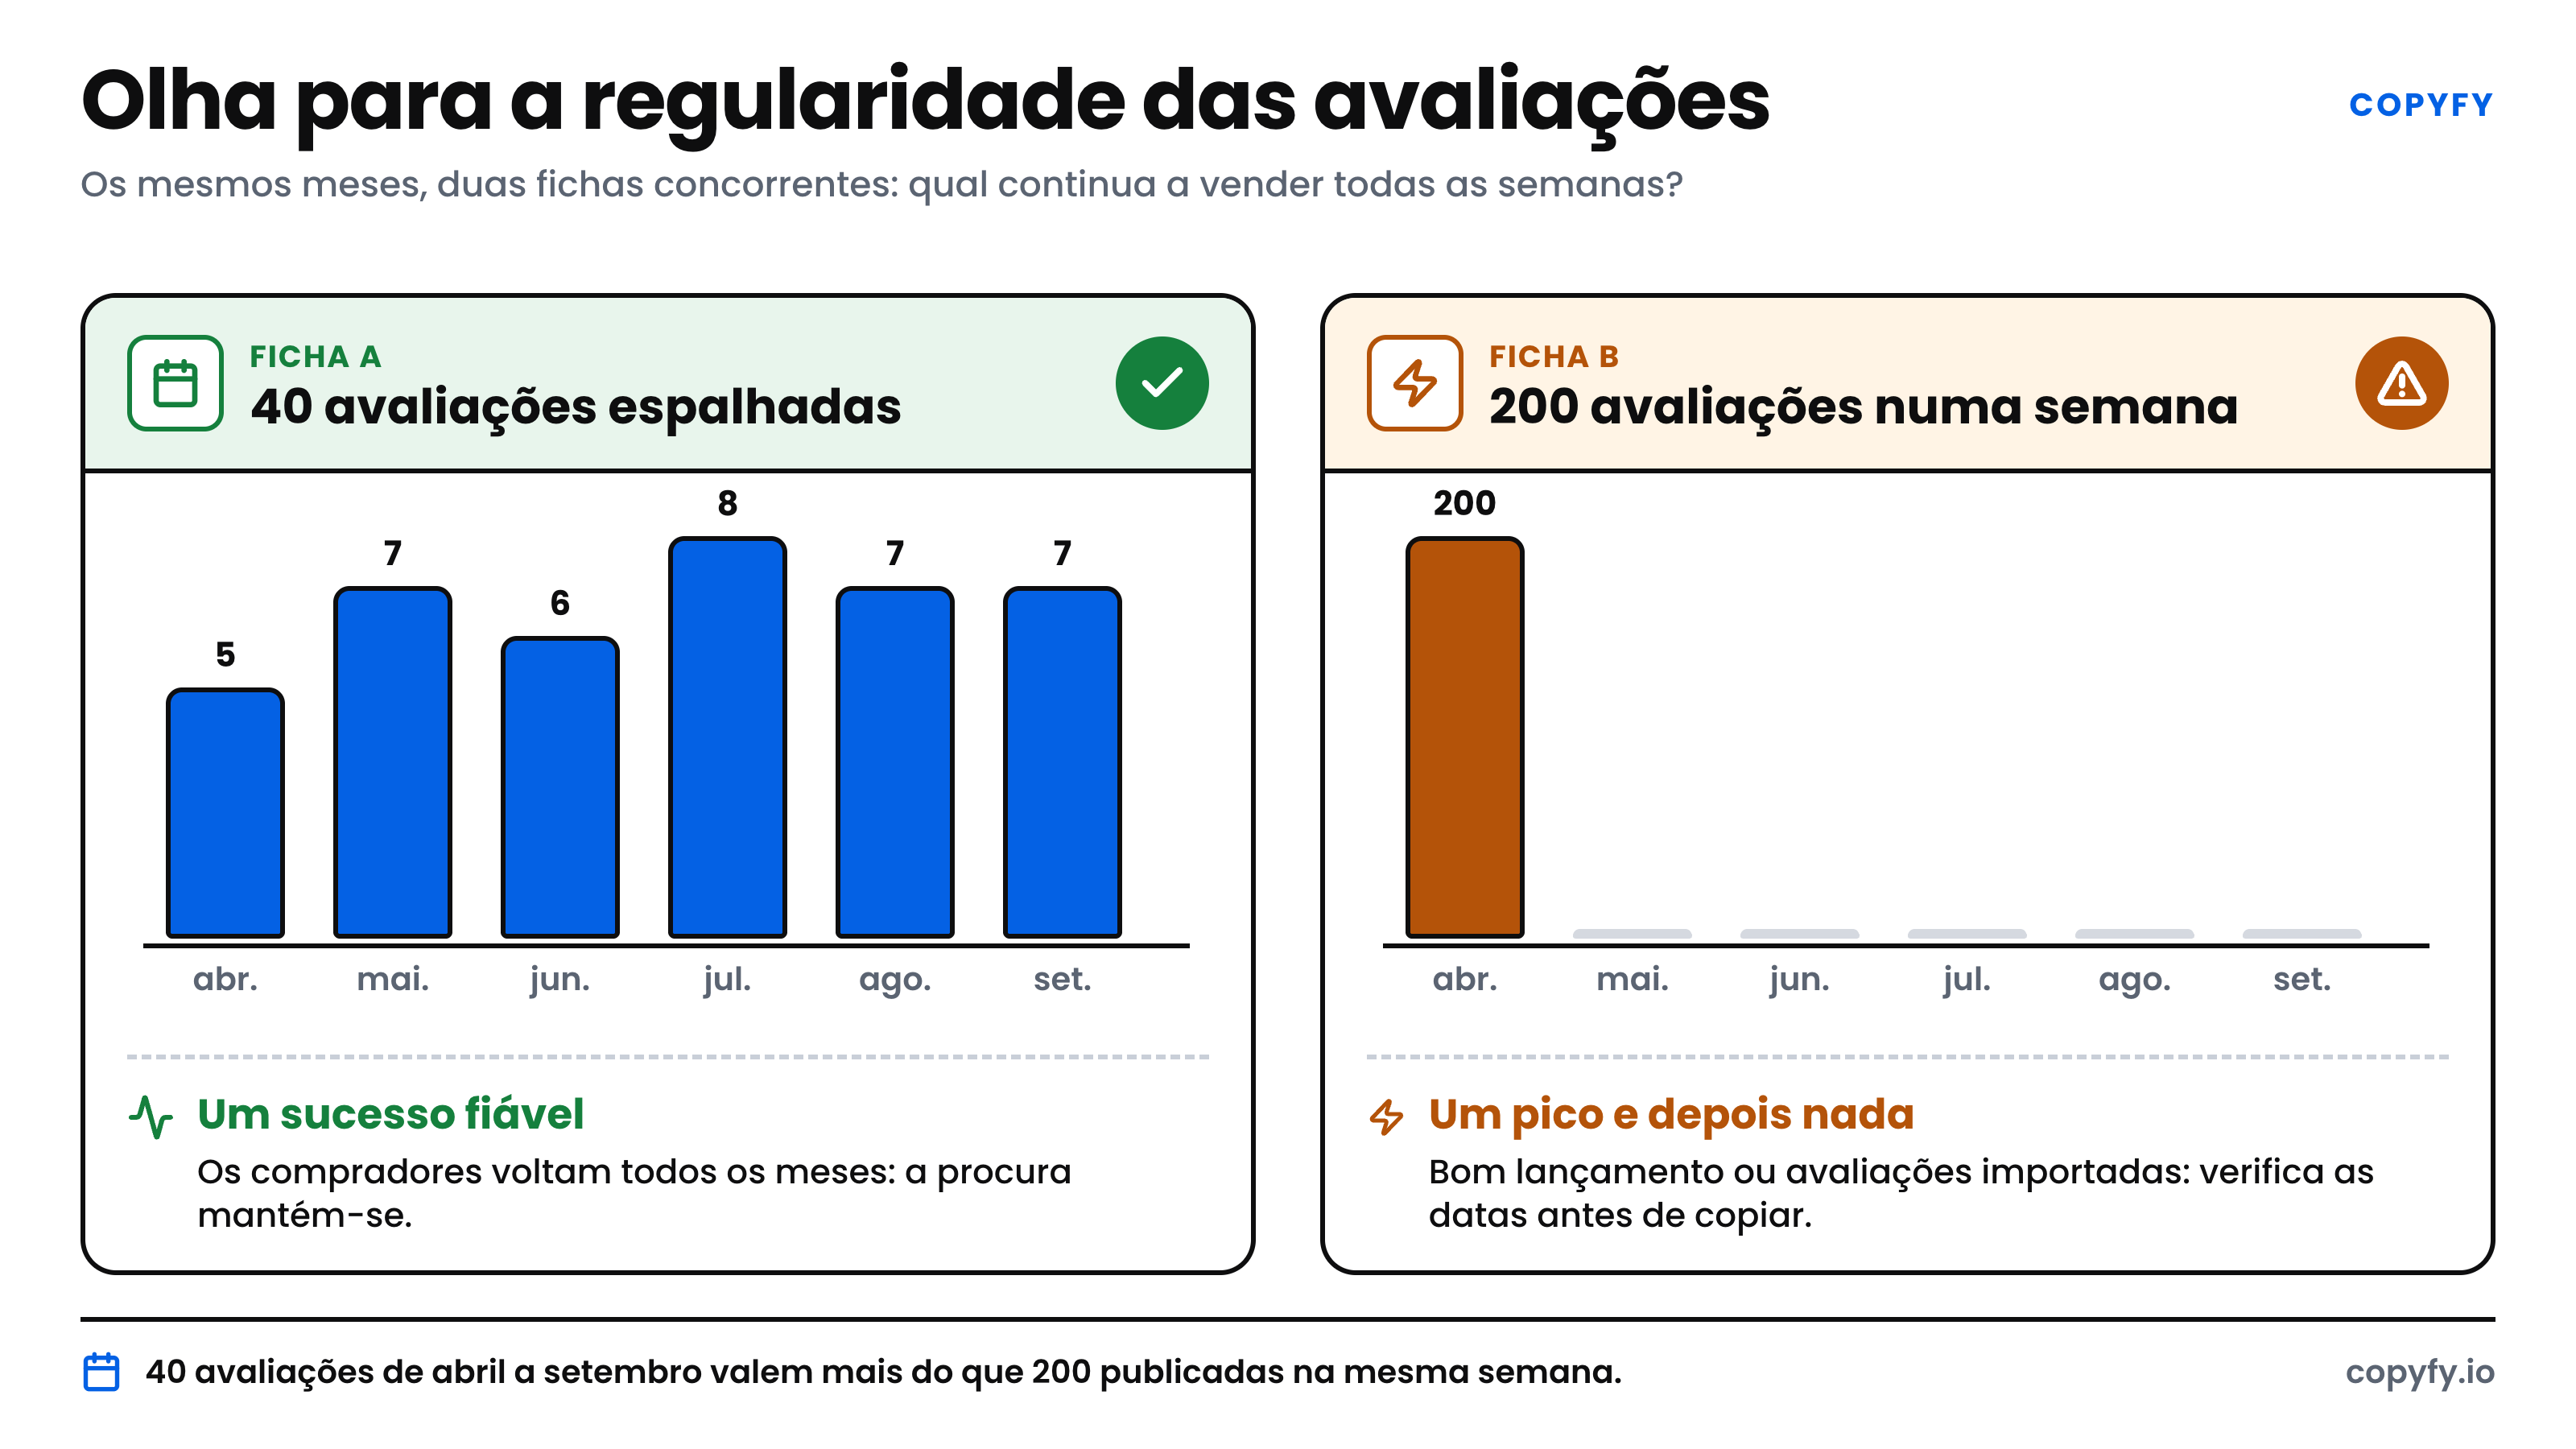 Olha para a regularidade das avaliações
COPYFY
Os mesmos meses, duas fichas concorrentes: qual continua a vender todas as semanas?
FICHA A
40 avaliações espalhadas
5
7
6
8
7
7
abr.
mai.
jun.
jul.
ago.
set.
Um sucesso fiável
Os compradores voltam todos os meses: a procura
mantém-se.
FICHA B
200 avaliações numa semana
200
abr.
mai.
jun.
jul.
ago.
set.
Um pico e depois nada
Bom lançamento ou avaliações importadas: verifica as
datas antes de copiar.
40 avaliações de abril a setembro valem mais do que 200 publicadas na mesma semana.
copyfy.io